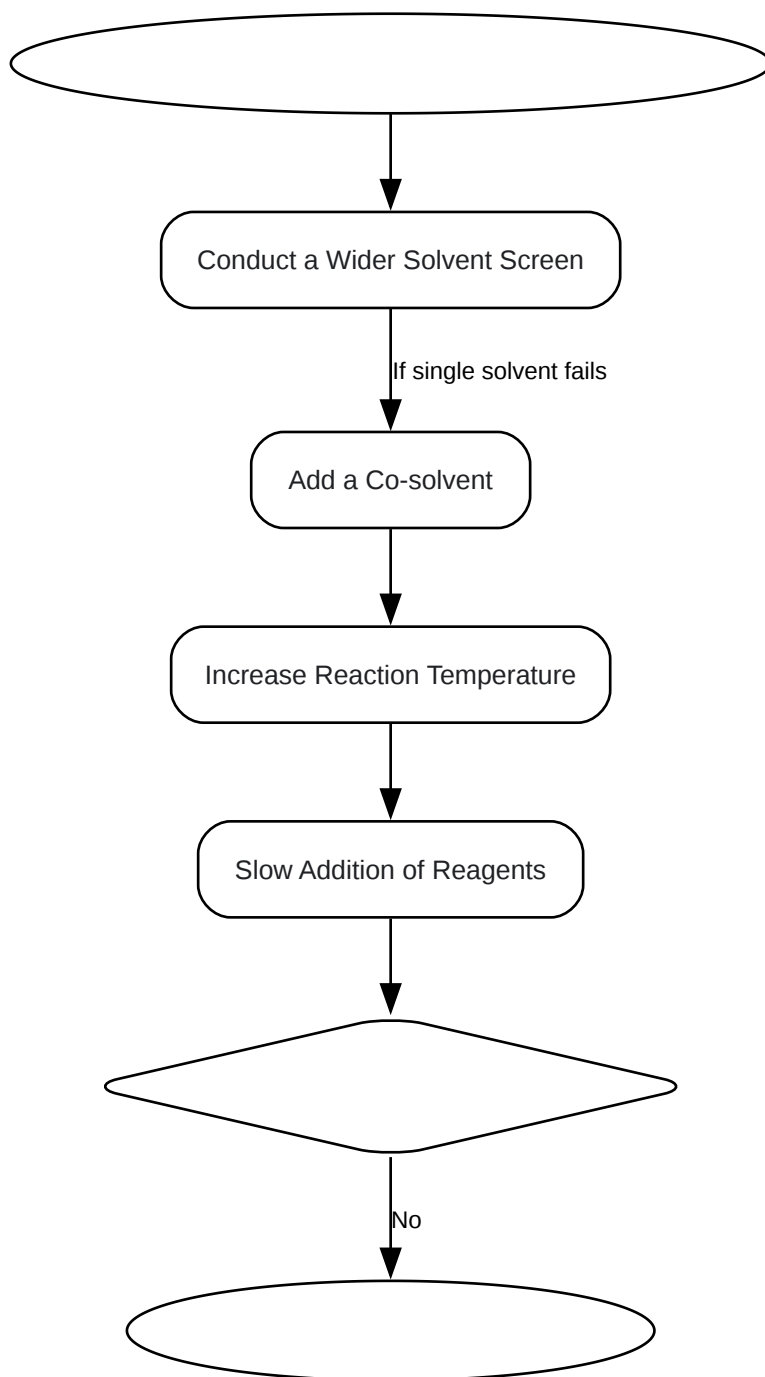 Conduct a Wider Solvent Screen
If single solvent fails
Add a Co-solvent
Increase Reaction Temperature
Slow Addition of Reagents
No